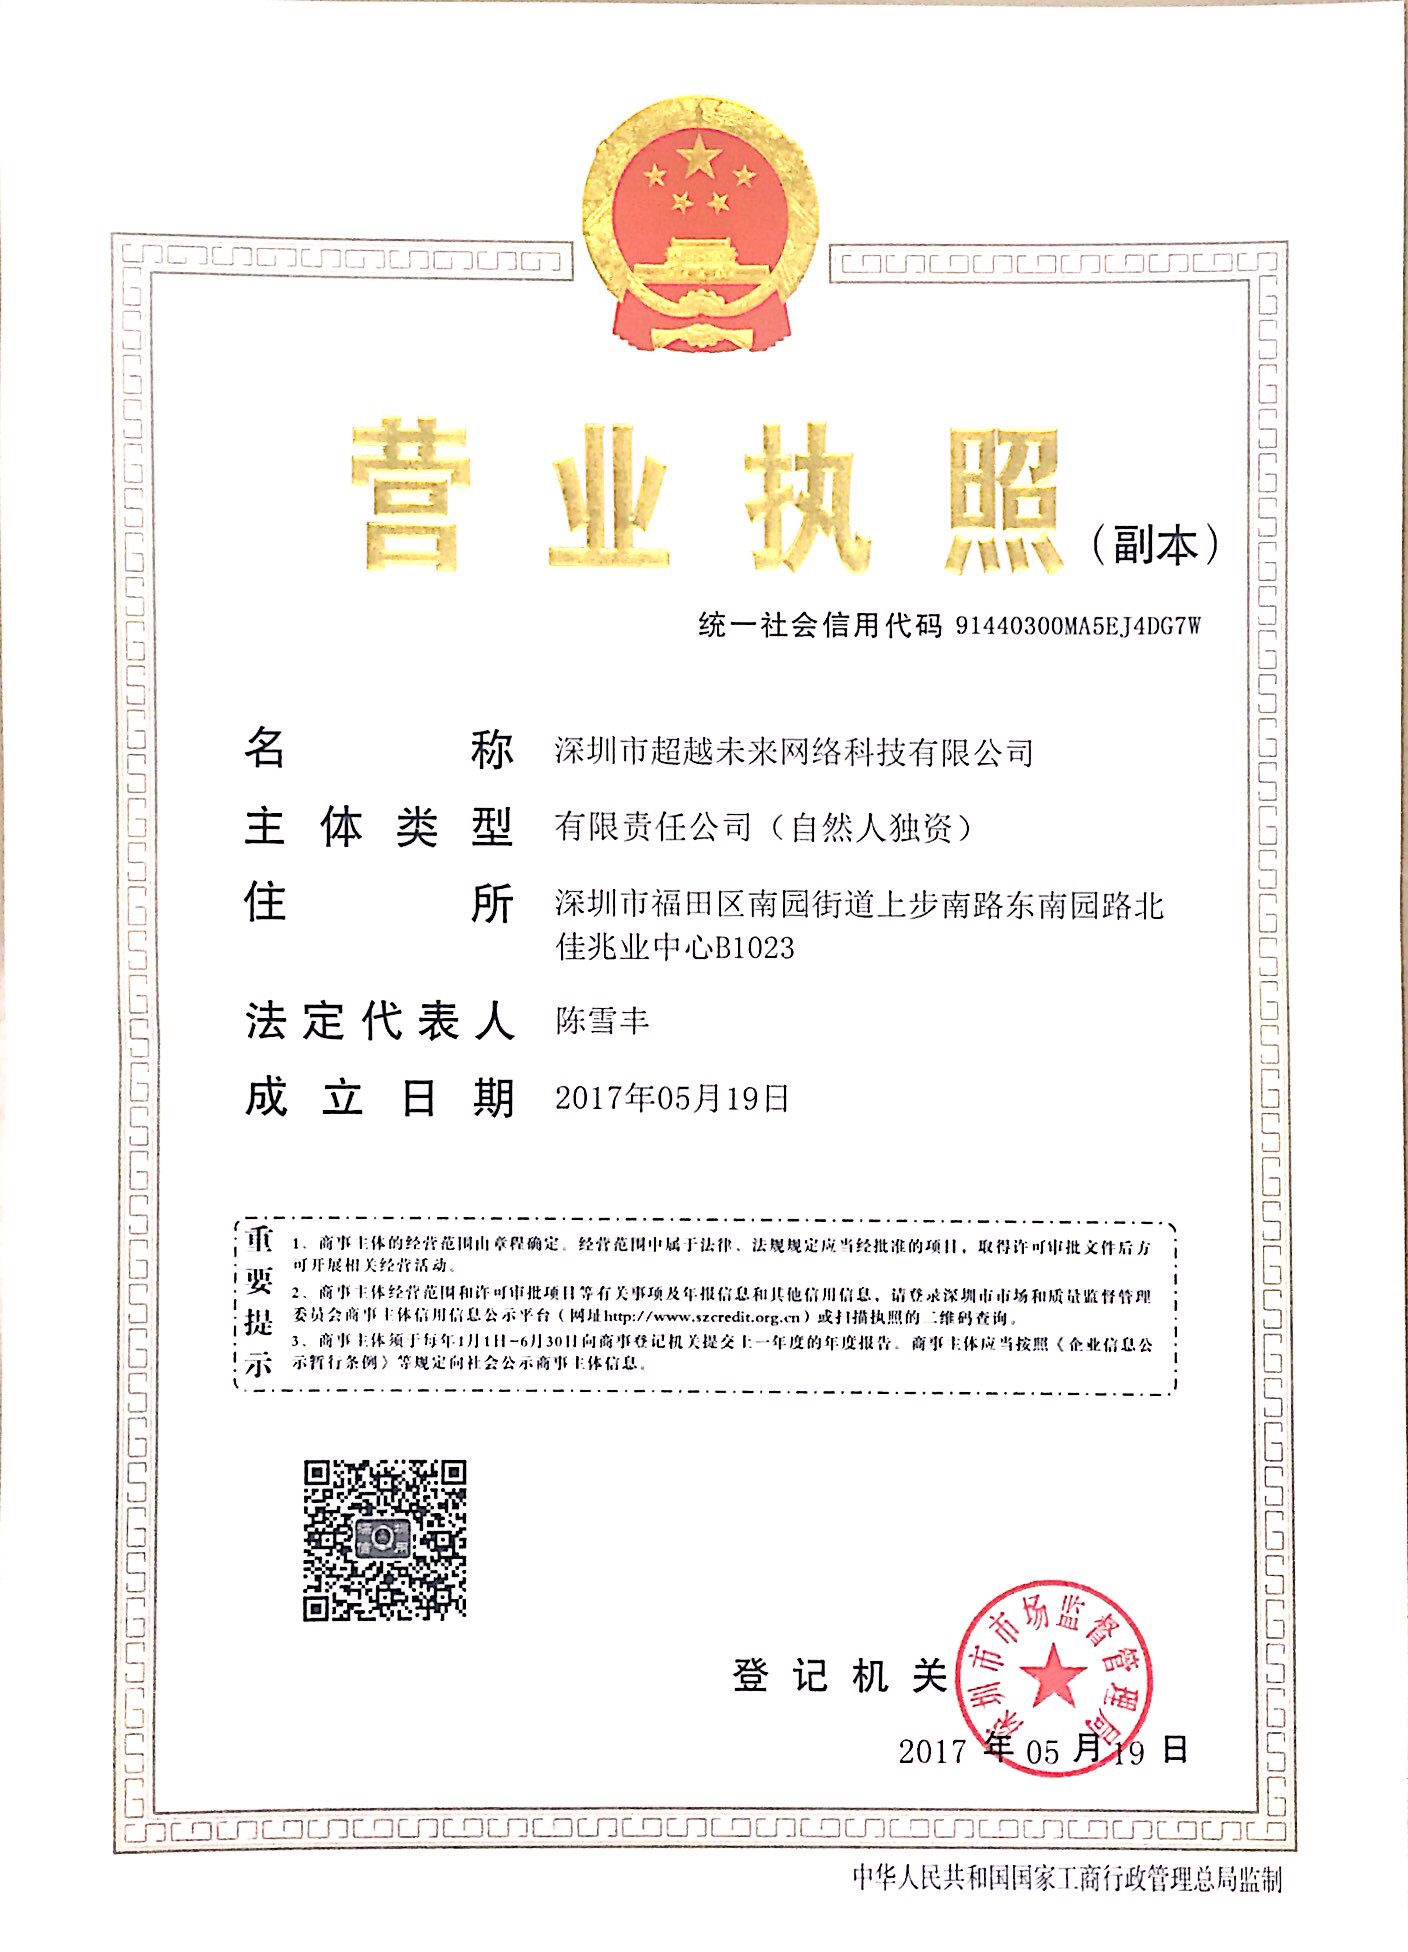 营业执照
（副本）
统一社会信用代码 91440300MA5EJ4DG7W
名称 深圳市超越未来网络科技有限公司
主体类型 有限责任公司（自然人独资）
住所 深圳市福田区南园街道上步南路东南园路北
佳兆业中心B1023
法定代表人 陈雪丰
成立日期 2017年05月19日
重要提示
1、商事主体的经营范围由章程确定。经营范围中属于法律、法规规定应当经批准的项目，取得许可审批文件后方
可开展相关经营活动。
2、商事主体经营范围和许可审批项目等有关事项及年报信息和其他信用信息，请登录深圳市市场和质量监督管理
委员会商事主体信用信息公示平台（网址http://www.szcredit.org.cn）或扫描执照的二维码查询。
3、商事主体须于每年1月1日-6月30日向商事登记机关提交上一年度的年度报告。商事主体应当按照《企业信息公
示暂行条例》等规定向社会公示商事主体信息。
登记机关
深圳市市场监督管理局
2017 年 05 月 19 日
中华人民共和国国家工商行政管理总局监制